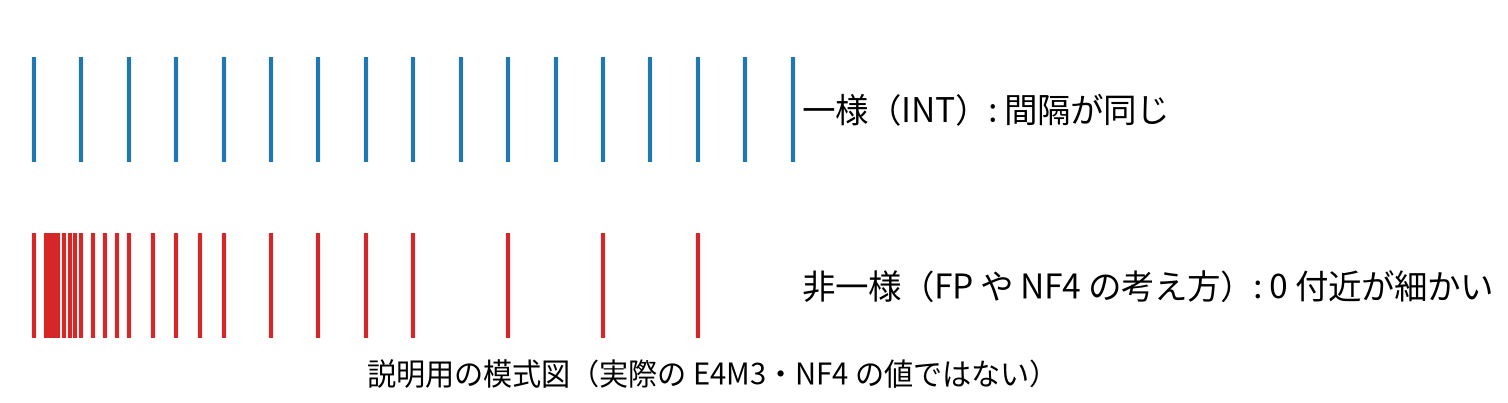 一様（INT）: 間隔が同じ
非一様（FP や NF4 の考え方）: 0 付近が細かい
説明用の模式図（実際の E4M3・NF4 の値ではない）